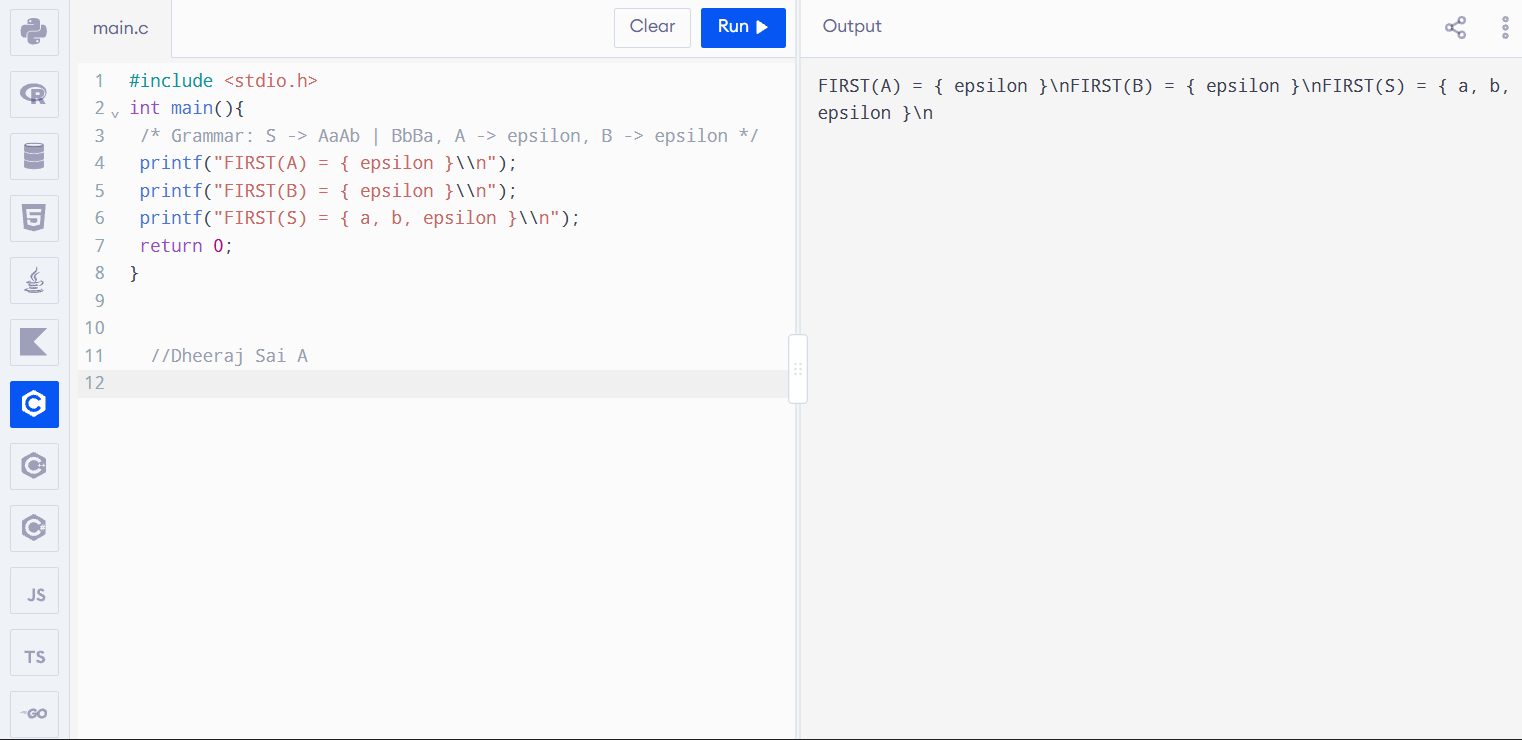 main.c
Clear
Run
1 #include <stdio.h>
2 int main(){
3 /* Grammar: S -> AaAb | BbBa, A -> epsilon, B -> epsilon */
4 printf("FIRST(A) = { epsilon }\\n");
5 printf("FIRST(B) = { epsilon }\\n");
6 printf("FIRST(S) = { a, b, epsilon }\\n");
7 return 0;
8 }
9
10
11 //Dheeraj Sai A
12
Output
FIRST(A) = { epsilon }\nFIRST(B) = { epsilon }\nFIRST(S) = { a, b,
epsilon }\n
R
5
C
C++
C#
JS
TS
GO